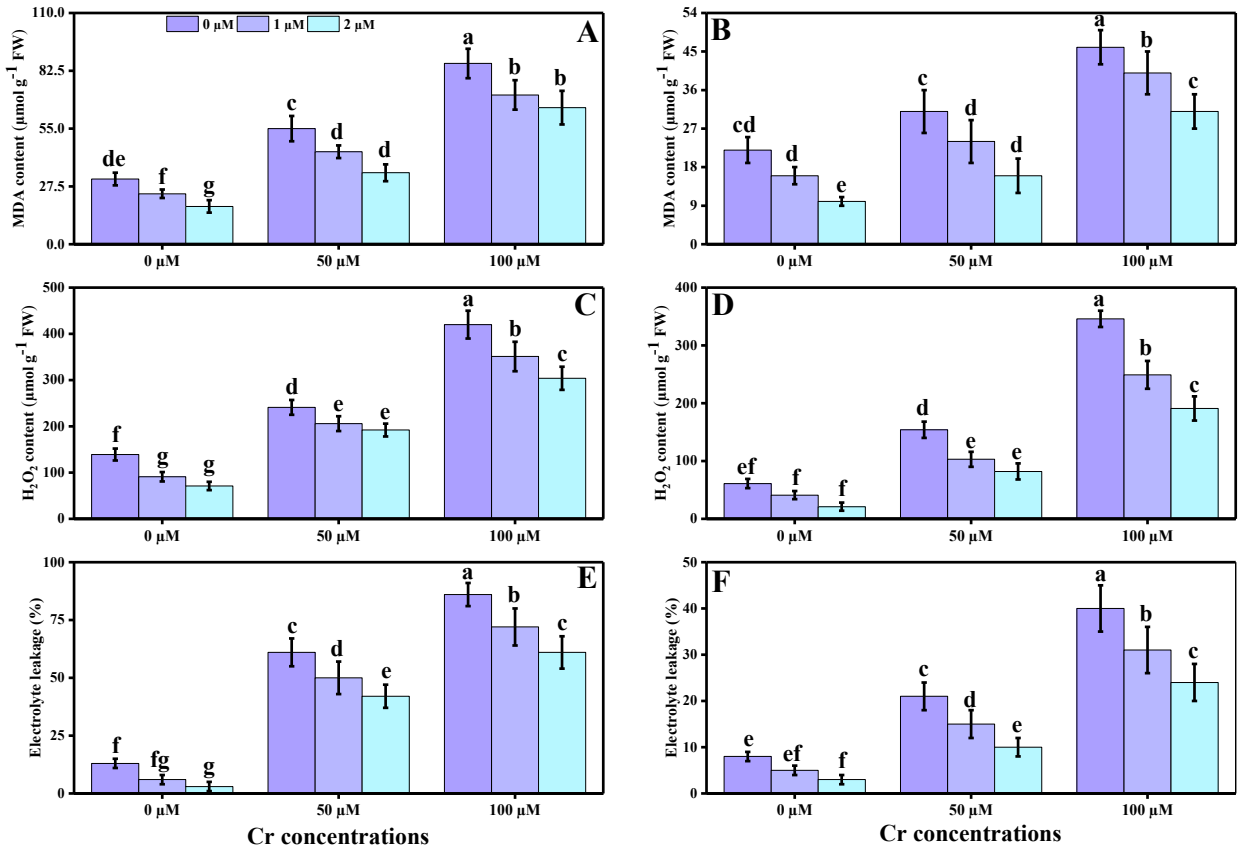 0 µM 1 µM 2 µM
A
MDA content (µmol g⁻¹ FW)
110.0
82.5
55.0
27.5
0.0
de f g c d d a b b
0 µM 50 µM 100 µM
B
MDA content (µmol g⁻¹ FW)
54
45
36
27
18
9
0
cd d e c d d a b c
0 µM 50 µM 100 µM
C
H₂O₂ content (µmol g⁻¹ FW)
500
400
300
200
100
0
f g g d e e a b c
0 µM 50 µM 100 µM
D
H₂O₂ content (µmol g⁻¹ FW)
400
300
200
100
0
ef f f d e e a b c
0 µM 50 µM 100 µM
E
Electrolyte leakage (%)
100
75
50
25
0
f fg g c d e a b c
0 µM 50 µM 100 µM
Cr concentrations
F
Electrolyte leakage (%)
50
40
30
20
10
0
e ef f c d e a b c
0 µM 50 µM 100 µM
Cr concentrations